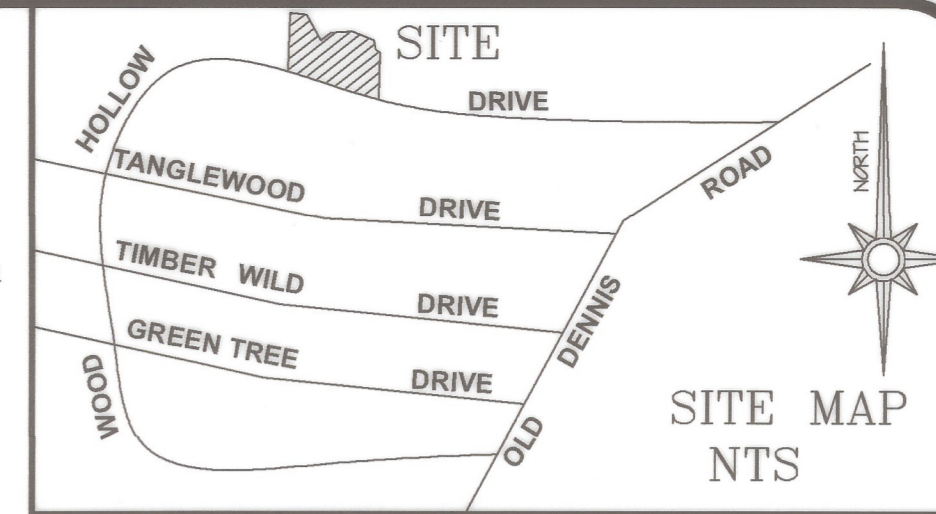 SITE
HOLLOW
DRIVE
ROAD
NORTH
TANGLEWOOD DRIVE
TIMBER WILD DRIVE
GREEN TREE DRIVE
WOOD
OLD DENNIS
SITE MAP
NTS